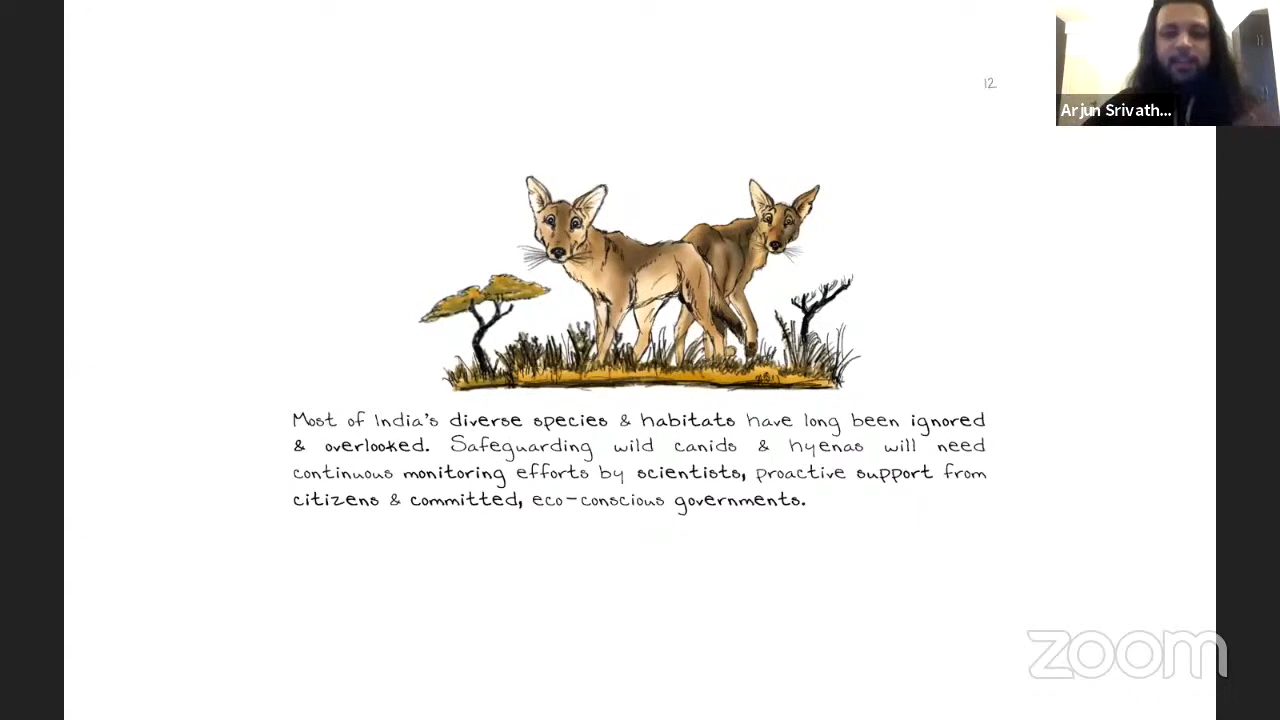 12
Arjun Srivath...
Most of India's diverse species & habitats have long been ignored
& overlooked. Safeguarding wild canids & hyenas will need
continuous monitoring efforts by scientists, proactive support from
citizens & committed, eco-conscious governments.
zoom